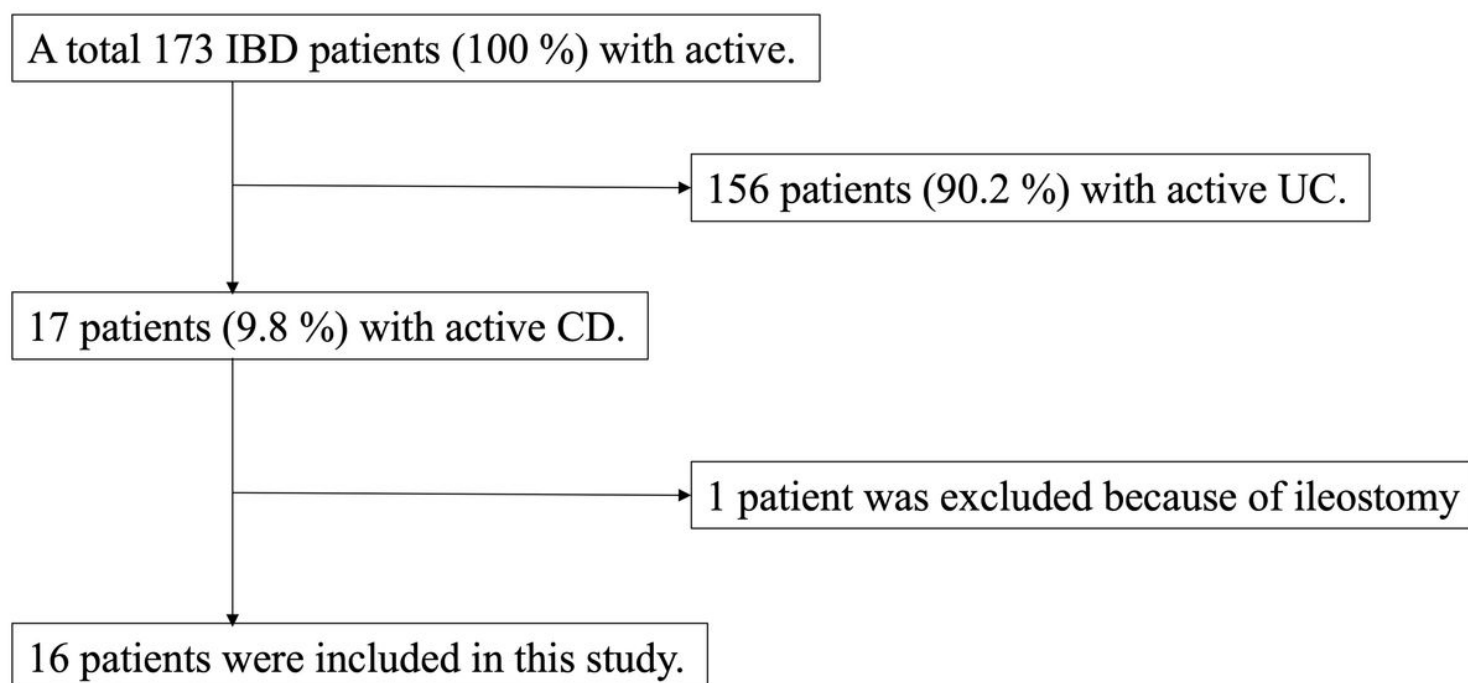 A total 173 IBD patients (100 %) with active.
156 patients (90.2 %) with active UC.
17 patients (9.8 %) with active CD.
1 patient was excluded because of ileostomy
16 patients were included in this study.